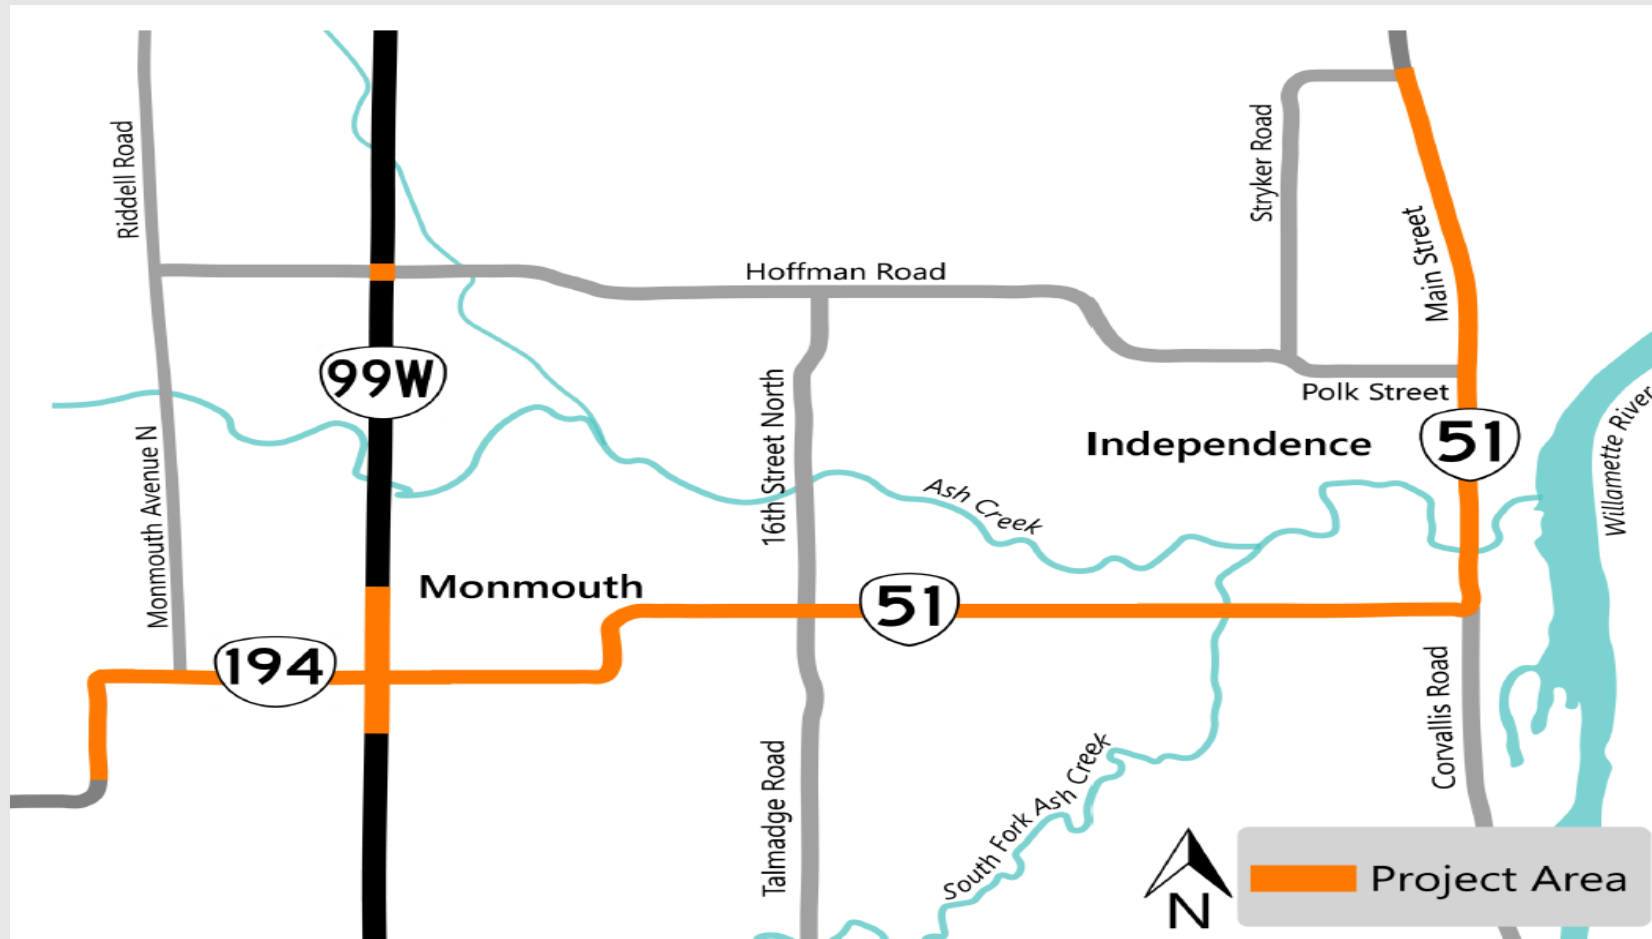 Riddell Road
Stryker Road
Main Street
Hoffman Road
99W
16th Street North
Polk Street
Independence
51
Willamette River
Monmouth Avenue N
Ash Creek
Monmouth
51
194
Corvallis Road
Talmadge Road
South Fork Ash Creek
N
Project Area